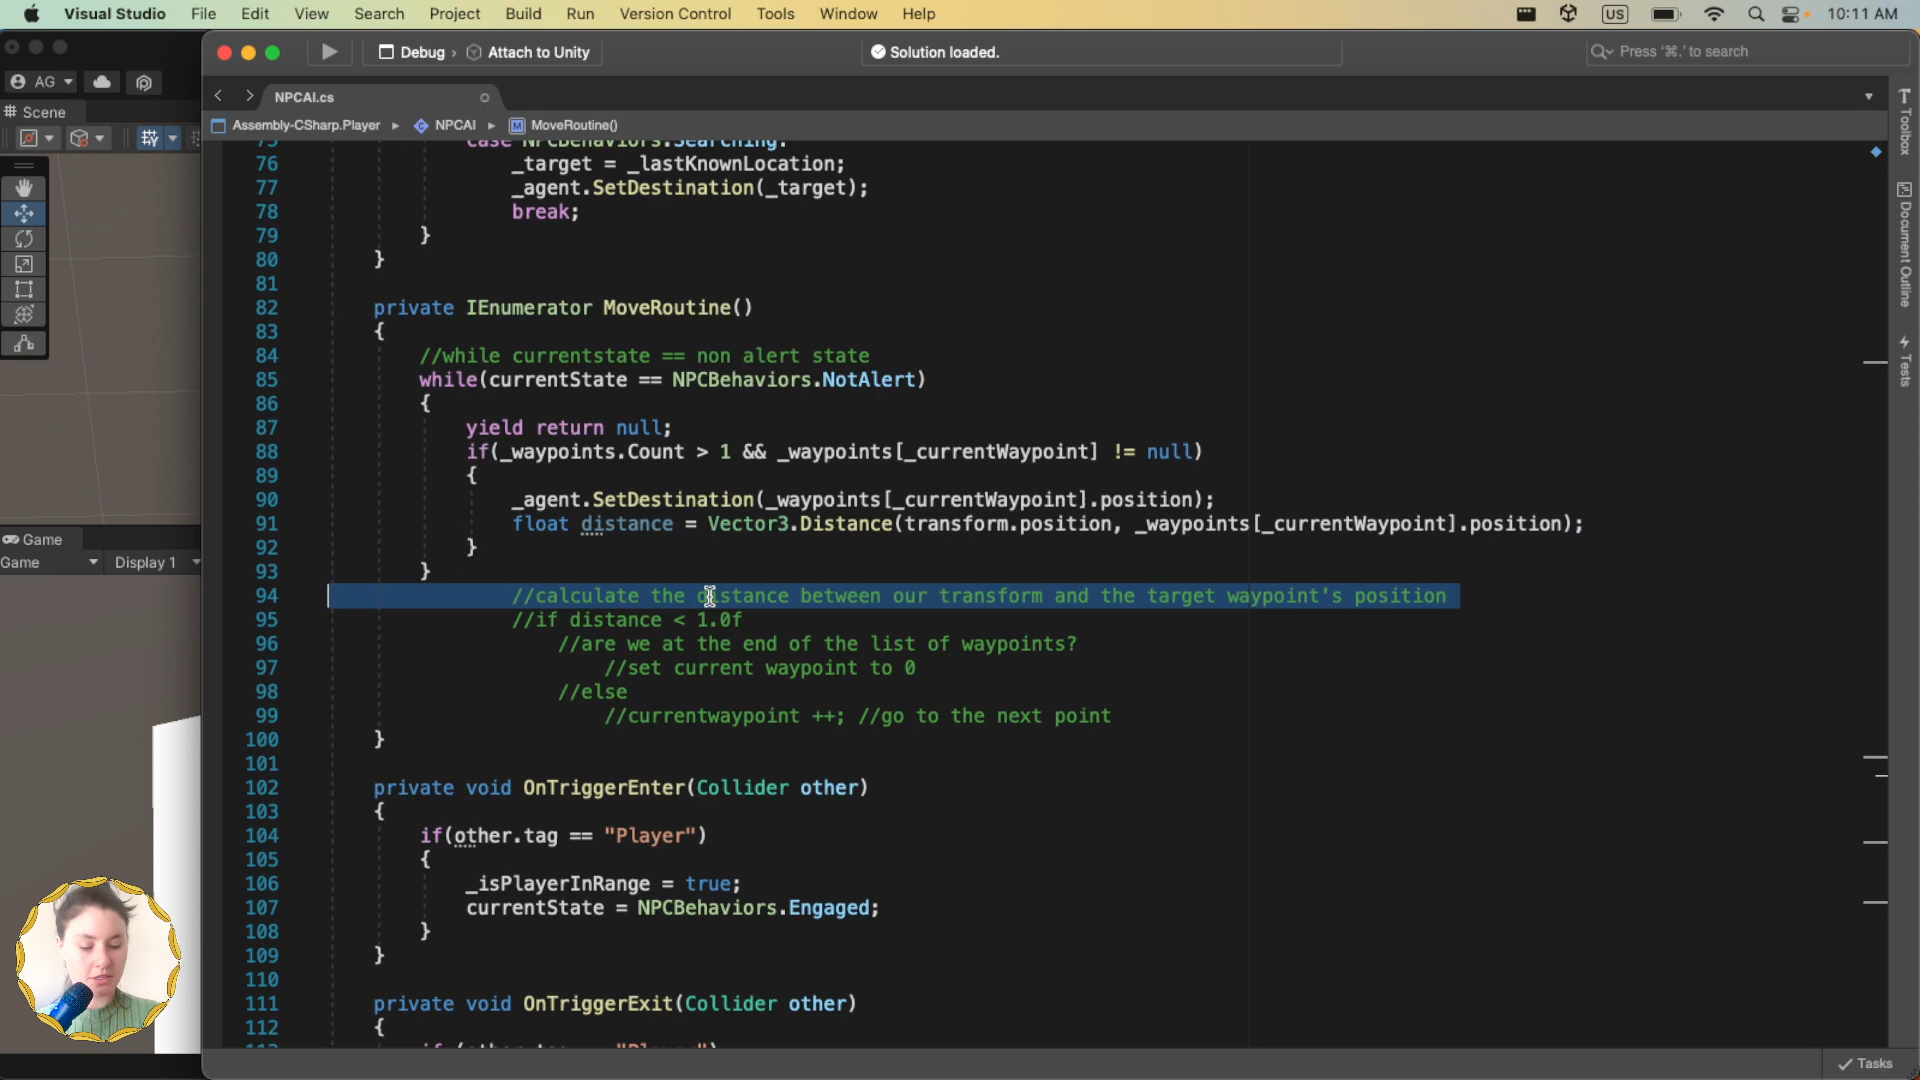 Visual Studio File Edit View Search Project Build Run Version Control Tools Window Help US 10:11 AM
Debug › Attach to Unity Solution loaded. Press '⌘.' to search
AG
Scene
NPCAI.cs
Assembly-CSharp.Player NPCAI MoveRoutine()
75 case NPCBehaviors.Searching:
76 _target = _lastKnownLocation;
77 _agent.SetDestination(_target);
78 break;
79 }
80 }
81
82 private IEnumerator MoveRoutine()
83 {
84 //while currentstate == non alert state
85 while(currentState == NPCBehaviors.NotAlert)
86 {
87 yield return null;
88 if(_waypoints.Count > 1 && _waypoints[_currentWaypoint] != null)
89 {
90 _agent.SetDestination(_waypoints[_currentWaypoint].position);
91 float distance = Vector3.Distance(transform.position, _waypoints[_currentWaypoint].position);
92 }
93 }
94 //calculate the distance between our transform and the target waypoint's position
95 //if distance < 1.0f
96 //are we at the end of the list of waypoints?
97 //set current waypoint to 0
98 //else
99 //currentwaypoint ++; //go to the next point
100 }
101
102 private void OnTriggerEnter(Collider other)
103 {
104 if(other.tag == "Player")
105 {
106 _isPlayerInRange = true;
107 currentState = NPCBehaviors.Engaged;
108 }
109 }
110
111 private void OnTriggerExit(Collider other)
112 {
Game
Game Display 1
Toolbox
Document Outline
Tests
Tasks